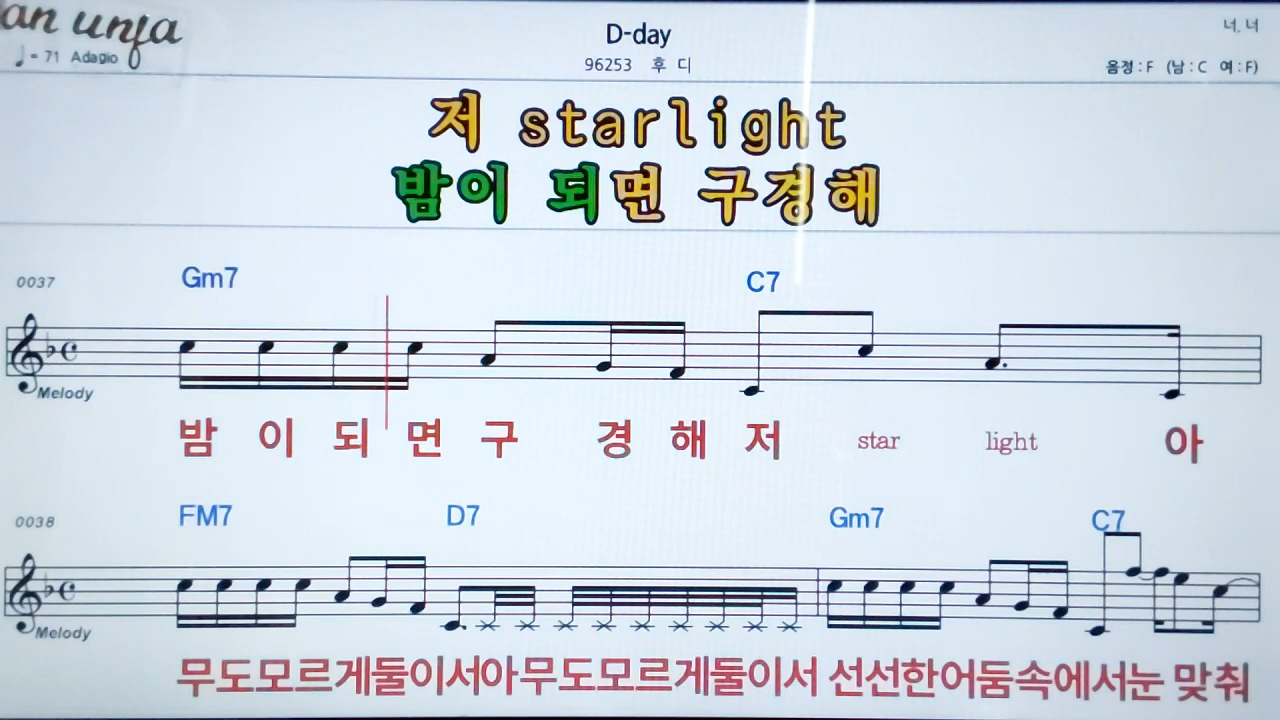 an unfa
♩= 71 Adagio
D-day
96253 후 디
너, 너
음정 : F (남 : C 여 : F)
저 starlight
밤이 되면 구경해
0037
Gm7 C7
Melody
밤 이 되 면 구 경 해 저 star light 아
0038
FM7 D7 Gm7 C7
Melody
무도모르게둘이서아무도모르게둘이서 선선한어둠속에서눈 맞춰